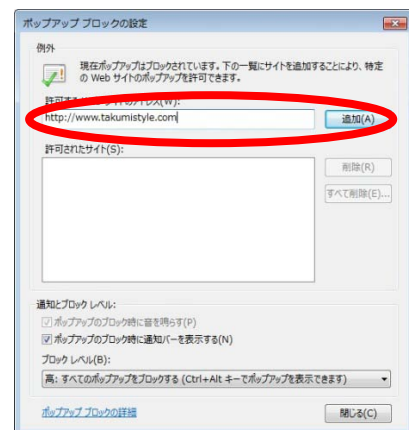 ポップアップ ブロックの設定
例外
現在ポップアップはブロックされています。下の一覧にサイトを追加することにより、特定
の Web サイトのポップアップを許可できます。
許可する Web サイトのアドレス(W):
http://www.takumistyle.com
追加(A)
許可されたサイト(S):
削除(R)
すべて削除(E)...
通知とブロック レベル:
ポップアップのブロック時に音を鳴らす(P)
ポップアップのブロック時に通知バーを表示する(N)
ブロック レベル(B):
高: すべてのポップアップをブロックする (Ctrl+Alt キーでポップアップを表示できます)
ポップアップ ブロックの詳細
閉じる(C)